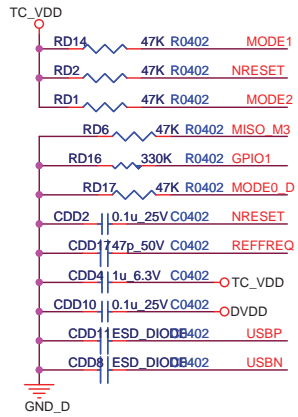 TC_VDD
RD14 47K R0402 MODE1
RD2 47K R0402 NRESET
RD1 47K R0402 MODE2
RD6 47K R0402 MISO_M3
RD16 330K R0402 GPIO1
RD17 47K R0402 MODE0_D
CDD2 0.1u_25V C0402 NRESET
CDD17 47p_50V C0402 REFFREQ
CDD4 1u_6.3V C0402 TC_VDD
CDD10 0.1u_25V C0402 DVDD
CDD11 ESD_DIODE C0402 USBP
CDD8 ESD_DIODE C0402 USBN
GND_D